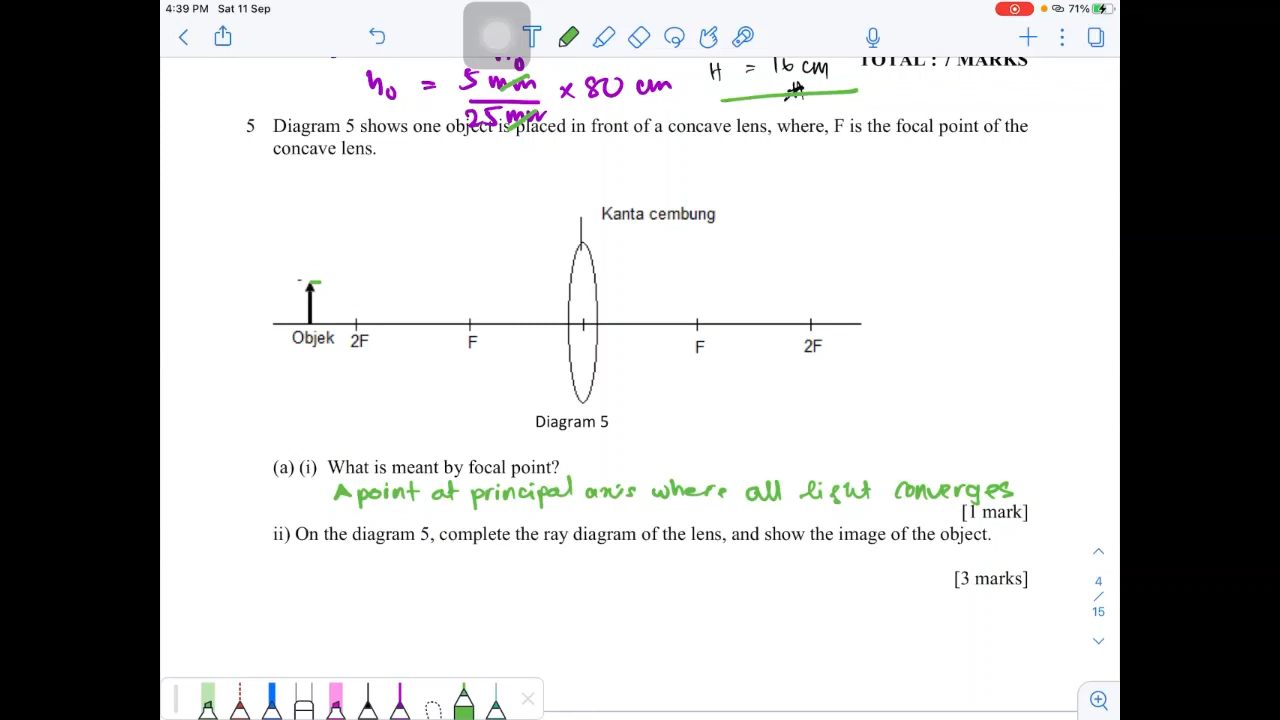 4:39 PM Sat 11 Sep
71%
T
h₀
h₀ = 5 mm × 80 cm
25mm
H = 16 cm
#
TOTAL : 7 MARKS
5 Diagram 5 shows one object is placed in front of a concave lens, where, F is the focal point of the
concave lens.
Kanta cembung
Objek 2F F F 2F
Diagram 5
(a) (i) What is meant by focal point?
A point at principal axis where all light converges
[1 mark]
ii) On the diagram 5, complete the ray diagram of the lens, and show the image of the object.
[3 marks]
4
/
15